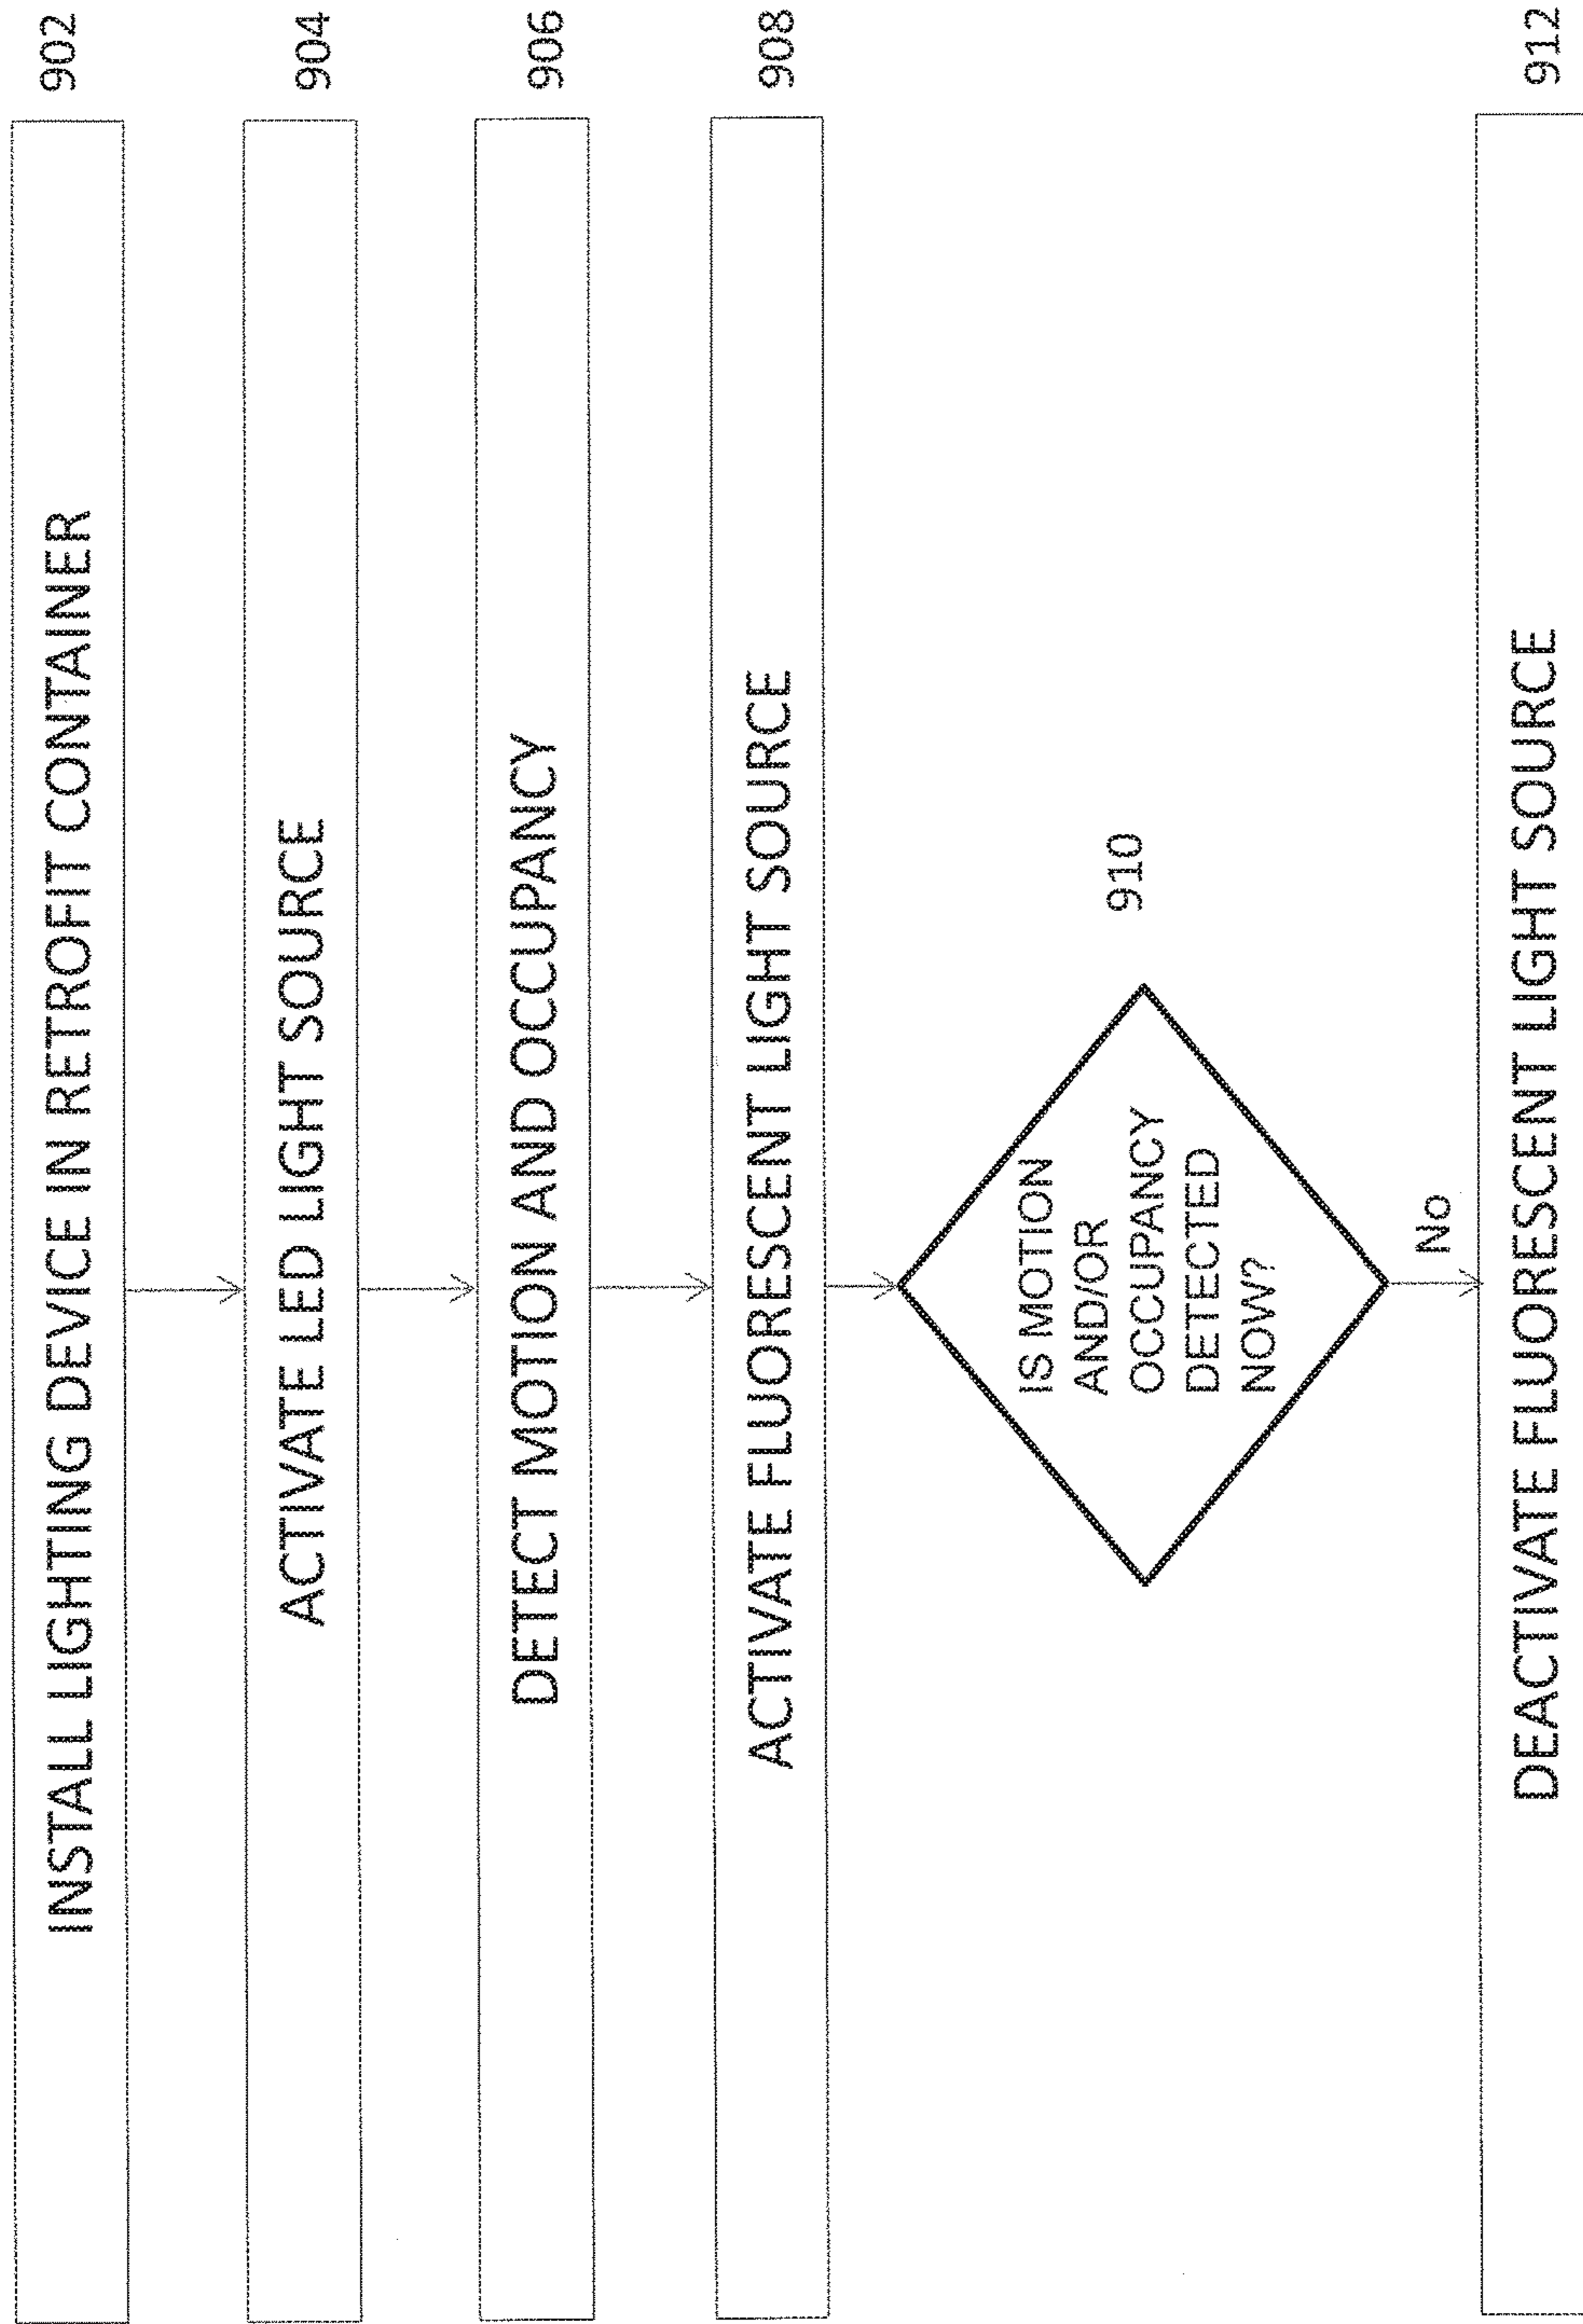 INSTALL LIGHTING DEVICE IN RETROFIT CONTAINER
902
ACTIVATE LED LIGHT SOURCE
904
DETECT MOTION AND OCCUPANCY
906
ACTIVATE FLUORESCENT LIGHT SOURCE
908
IS MOTION
AND/OR
OCCUPANCY
DETECTED
NOW?
910
No
DEACTIVATE FLUORESCENT LIGHT SOURCE
912